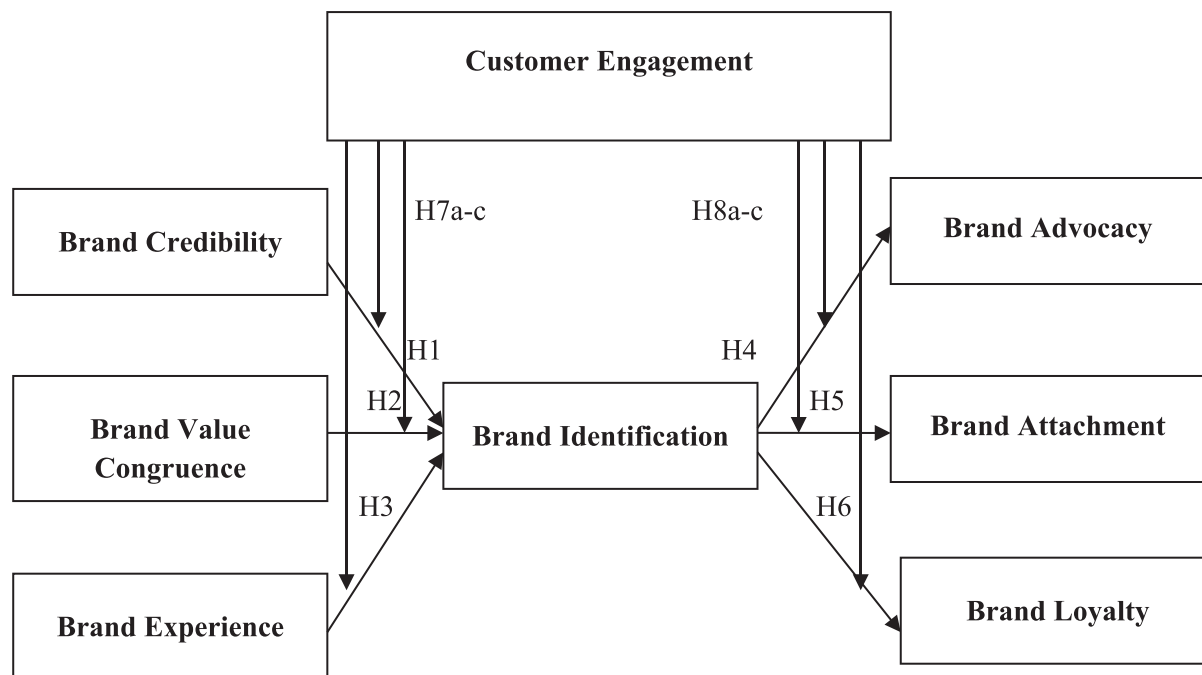 Customer Engagement
H7a-c
H8a-c
Brand Credibility
Brand Advocacy
H1
H4
H2
H5
Brand Value
Congruence
Brand Identification
Brand Attachment
H3
H6
Brand Experience
Brand Loyalty